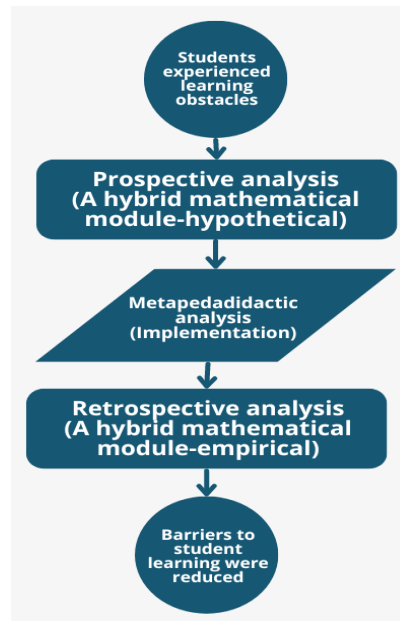 Students
experienced
learning
obstacles
Prospective analysis
(A hybrid mathematical
module-hypothetical)
Metapedadidactic
analysis
(Implementation)
Retrospective analysis
(A hybrid mathematical
module-empirical)
Barriers to
student
learning were
reduced